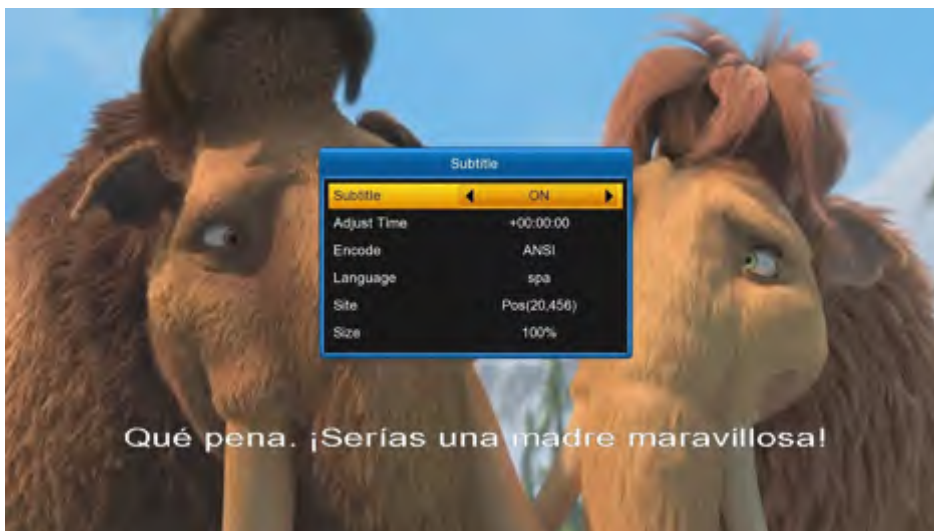 Subtitle
Subtitle ON
Adjust Time +00:00:00
Encode ANSI
Language spa
Site Pos(20,456)
Size 100%
Qué pena. ¡Serías una madre maravillosa!